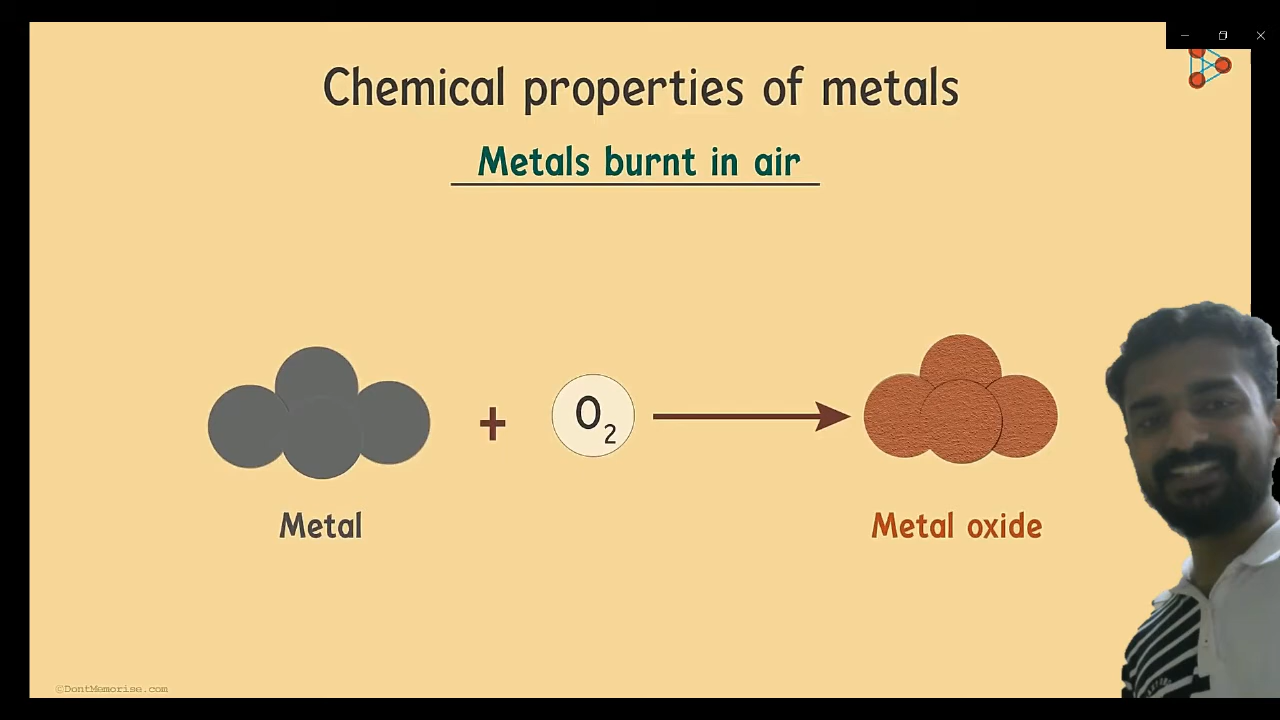 Chemical properties of metals
Metals burnt in air
+ O₂
Metal
Metal oxide
©DontMemorise.com